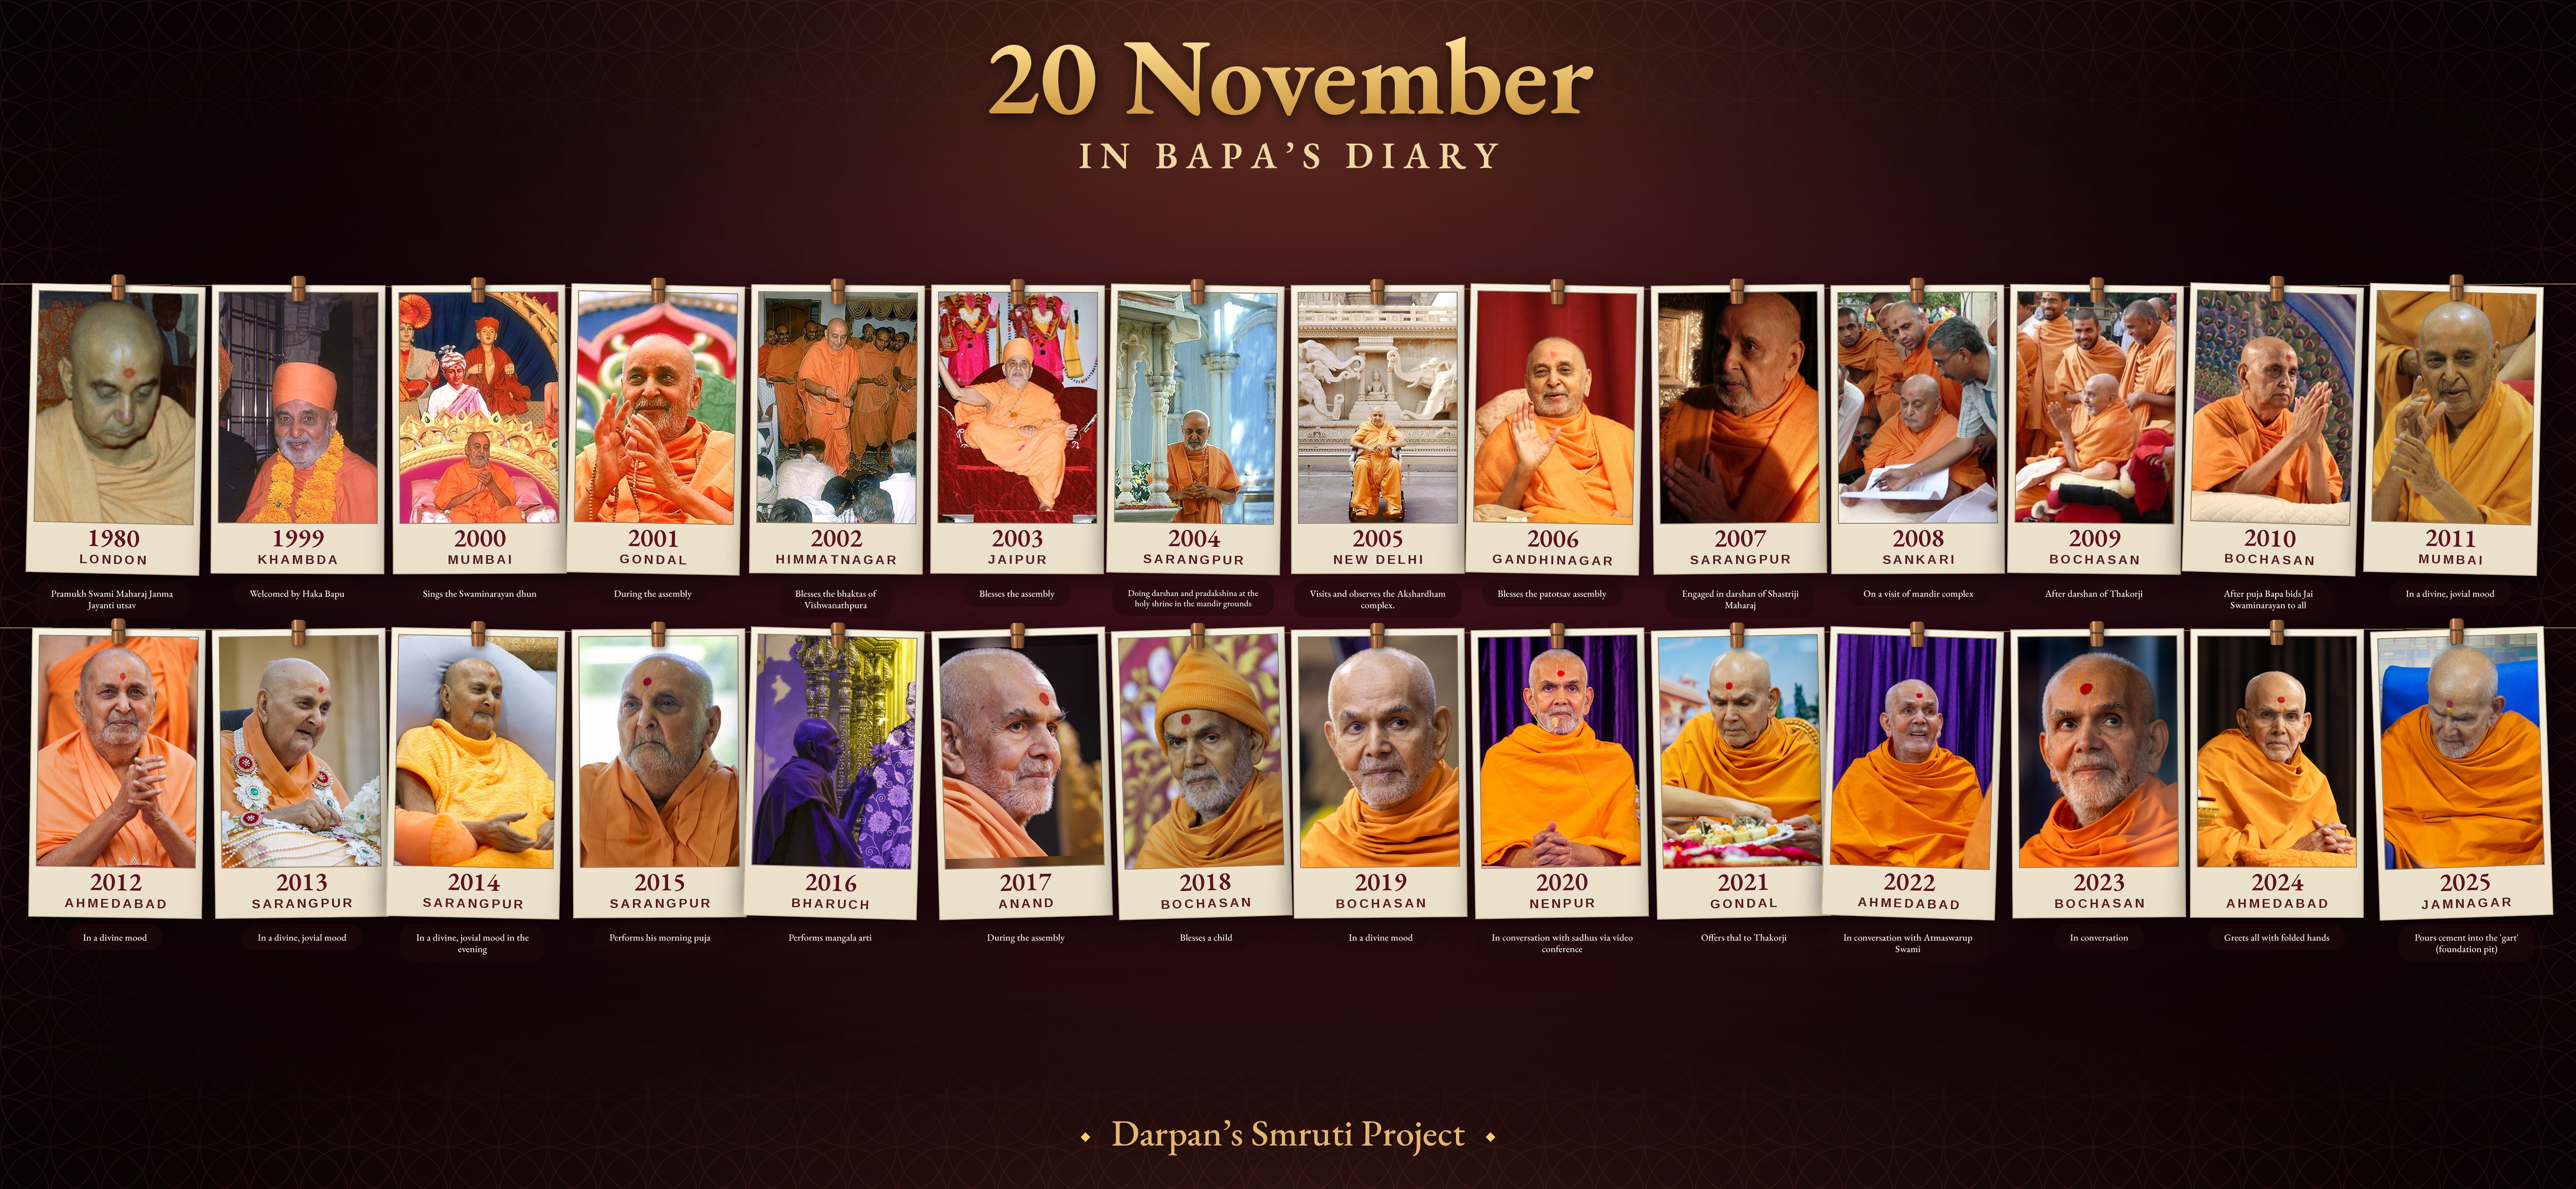 20 November
IN BAPA’S DIARY
1980
LONDON
Pramukh Swami Maharaj Janma
Jayanti utsav
1999
KHAMBDA
Welcomed by Haka Bapu
2000
MUMBAI
Sings the Swaminarayan dhun
2001
GONDAL
During the assembly
2002
HIMMATNAGAR
Blesses the bhaktas of
Vishwanathpura
2003
JAIPUR
Blesses the assembly
2004
SARANGPUR
Doing darshan and pradakshina at the
holy shrine in the mandir grounds
2005
NEW DELHI
Visits and observes the Akshardham
complex.
2006
GANDHINAGAR
Blesses the patotsav assembly
2007
SARANGPUR
Engaged in darshan of Shastriji
Maharaj
2008
SANKARI
On a visit of mandir complex
2009
BOCHASAN
After darshan of Thakorji
2010
BOCHASAN
After puja Bapa bids Jai
Swaminarayan to all
2011
MUMBAI
In a divine, jovial mood
2012
AHMEDABAD
In a divine mood
2013
SARANGPUR
In a divine, jovial mood
2014
SARANGPUR
In a divine, jovial mood in the
evening
2015
SARANGPUR
Performs his morning puja
2016
BHARUCH
Performs mangala arti
2017
ANAND
During the assembly
2018
BOCHASAN
Blesses a child
2019
BOCHASAN
In a divine mood
2020
NENPUR
In conversation with sadhus via video
conference
2021
GONDAL
Offers thal to Thakorji
2022
AHMEDABAD
In conversation with Atmaswarup
Swami
2023
BOCHASAN
In conversation
2024
AHMEDABAD
Greets all with folded hands
2025
JAMNAGAR
Pours cement into the 'gart'
(foundation pit)
Darpan’s Smruti Project